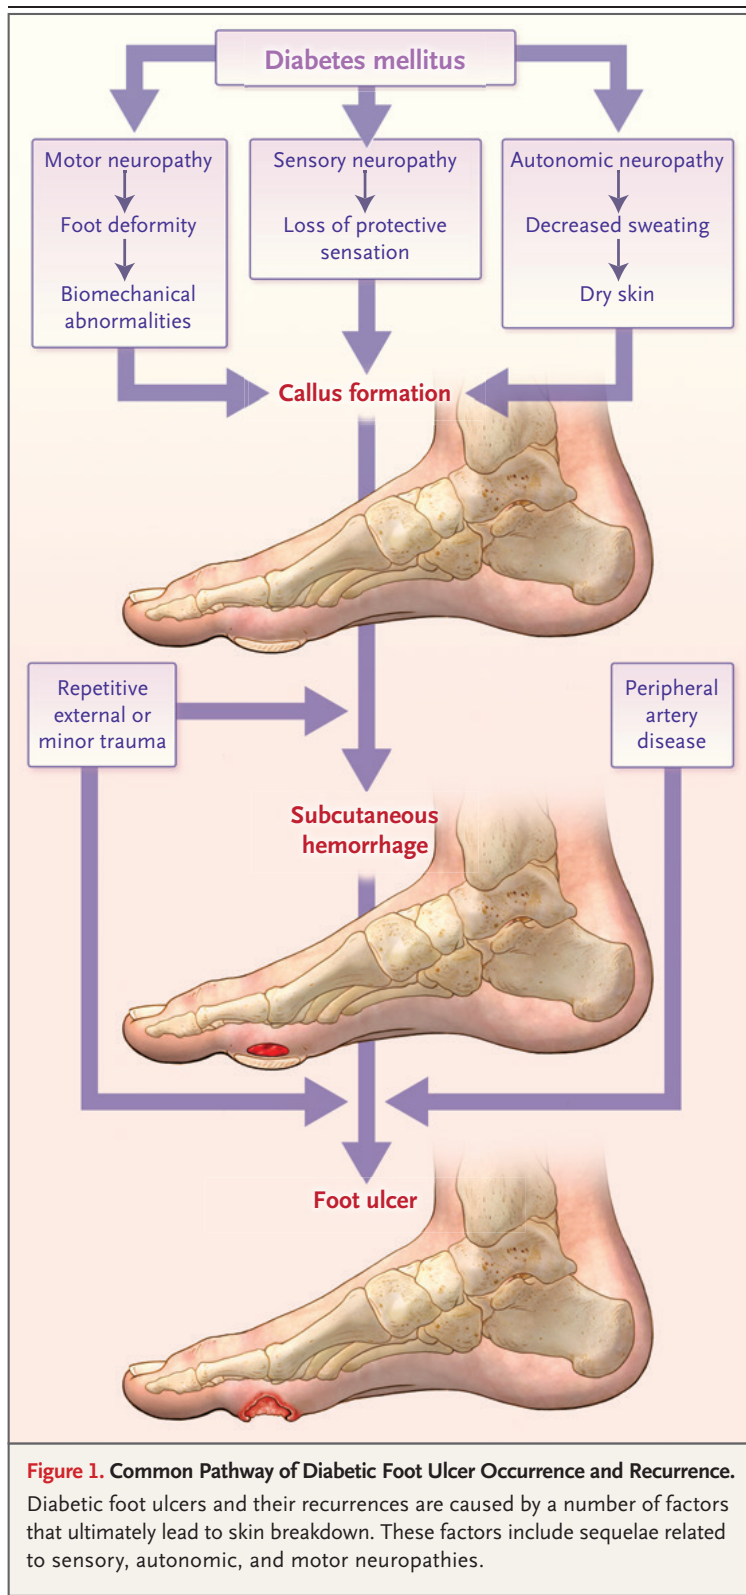 Diabetes mellitus
Motor neuropathy
Foot deformity
Biomechanical
abnormalities
Sensory neuropathy
Loss of protective
sensation
Autonomic neuropathy
Decreased sweating
Dry skin
Callus formation
Repetitive
external or
minor trauma
Peripheral
artery
disease
Subcutaneous
hemorrhage
Foot ulcer
Figure 1. Common Pathway of Diabetic Foot Ulcer Occurrence and Recurrence.
Diabetic foot ulcers and their recurrences are caused by a number of factors
that ultimately lead to skin breakdown. These factors include sequelae related
to sensory, autonomic, and motor neuropathies.